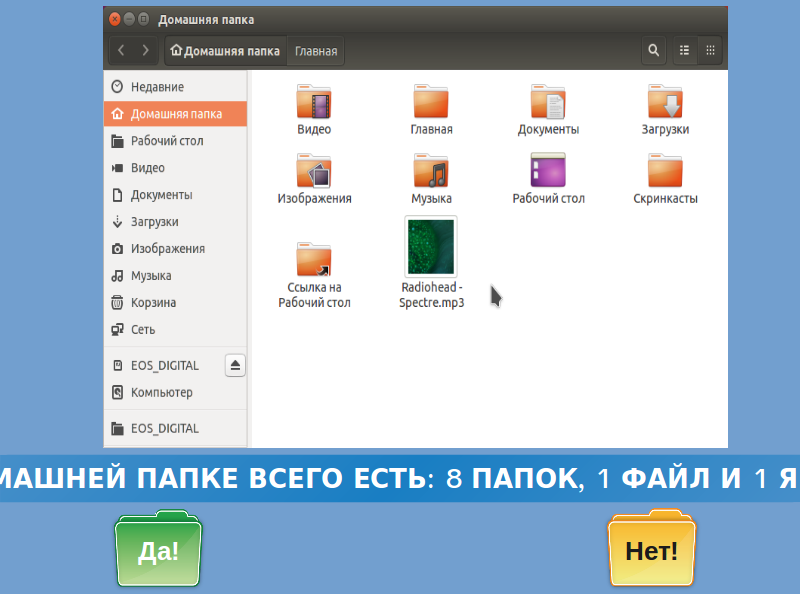 Домашняя папка
Домашняя папка Главная
Недавние
Домашняя папка
Рабочий стол
Видео
Документы
Загрузки
Изображения
Музыка
Корзина
Сеть
EOS_DIGITAL
Компьютер
EOS_DIGITAL
Видео
Главная
Документы
Загрузки
Изображения
Музыка
Рабочий стол
Скринкасты
Ссылка на
Рабочий стол
Radiohead -
Spectre.mp3
МАШНЕЙ ПАПКЕ ВСЕГО ЕСТЬ: 8 ПАПОК, 1 ФАЙЛ И 1 Я
Да!
Нет!